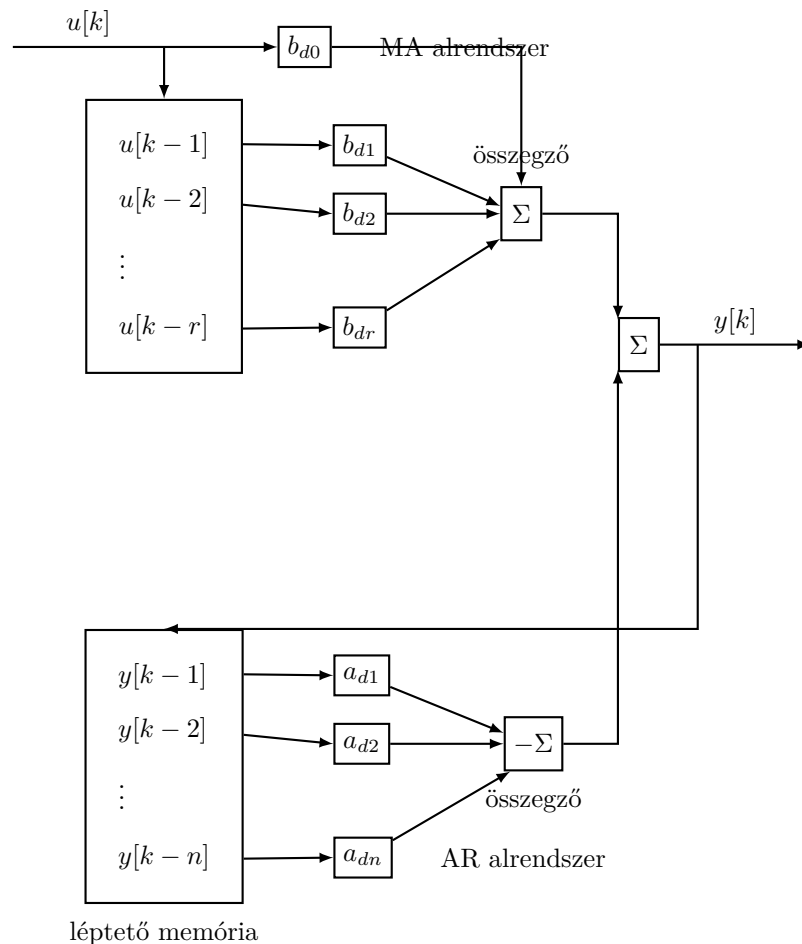 u[k]
b_{d0}
MA alrendszer
u[k − 1]
b_{d1}
összegző
u[k − 2]
b_{d2}
Σ
⋮
u[k − r]
b_{dr}
Σ
y[k]
y[k − 1]
a_{d1}
y[k − 2]
a_{d2}
−Σ
⋮
összegző
y[k − n]
a_{dn}
AR alrendszer
léptető memória